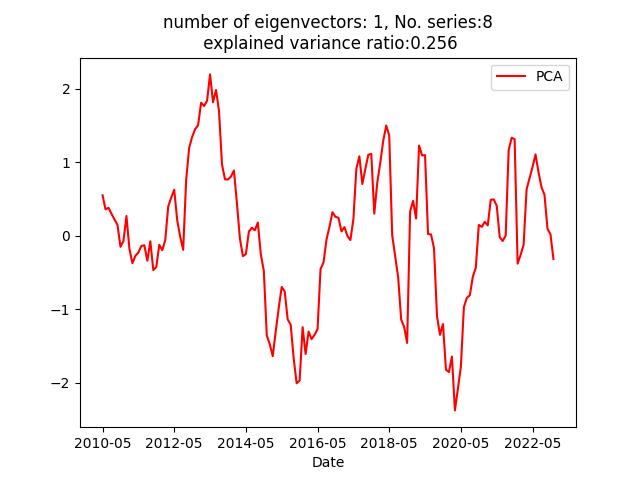 number of eigenvectors: 1, No. series:8
explained variance ratio:0.256
PCA
2
1
0
−1
−2
2010-05 2012-05 2014-05 2016-05 2018-05 2020-05 2022-05
Date